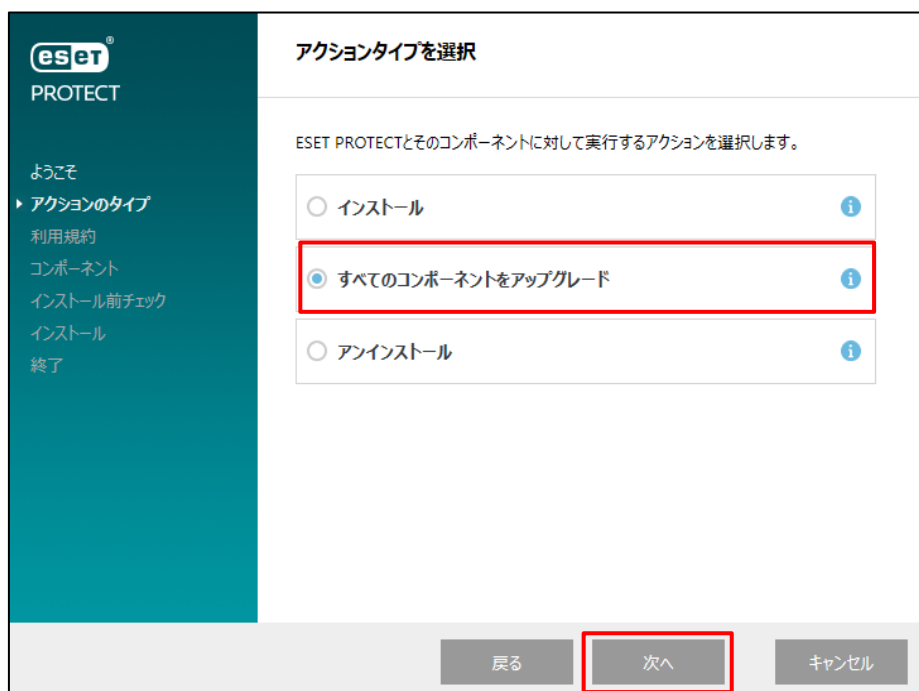 eset®
PROTECT
ようこそ
アクションのタイプ
利用規約
コンポーネント
インストール前チェック
インストール
終了
アクションタイプを選択
ESET PROTECTとそのコンポーネントに対して実行するアクションを選択します。
インストール
すべてのコンポーネントをアップグレード
アンインストール
戻る
次へ
キャンセル